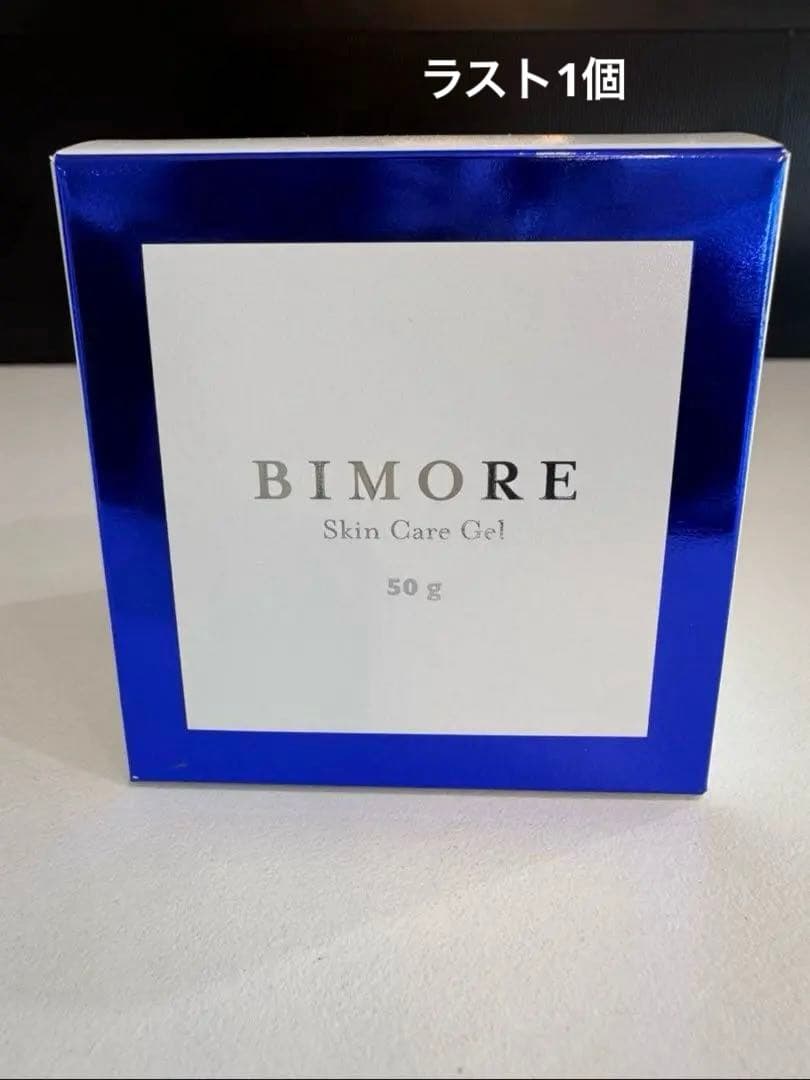 ラスト1個
BIMORE
Skin Care Gel
50 g